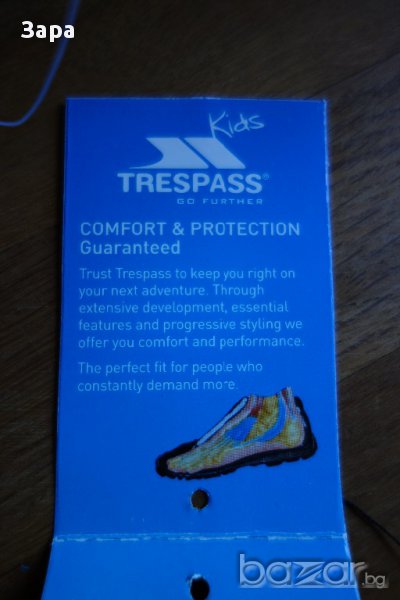 Зара
Kids
TRESPASS®
GO FURTHER
COMFORT & PROTECTION
Guaranteed
Trust Trespass to keep you right on
your next adventure. Through
extensive development, essential
features and progressive styling we
offer you comfort and performance.
The perfect fit for people who
constantly demand more.
bazar.bg